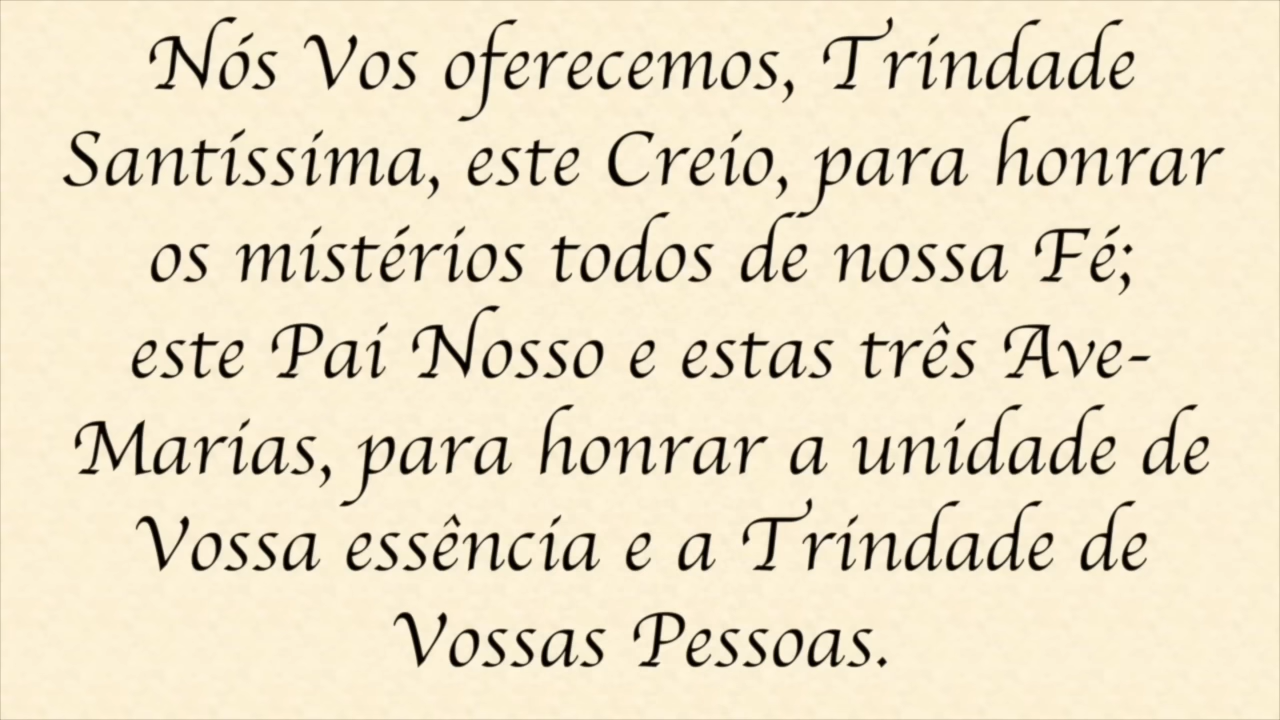 Nós Vos oferecemos, Trindade
Santíssima, este Creio, para honrar
os mistérios todos de nossa Fé;
este Pai Nosso e estas três Ave-
Marias, para honrar a unidade de
Vossa essência e a Trindade de
Vossas Pessoas.